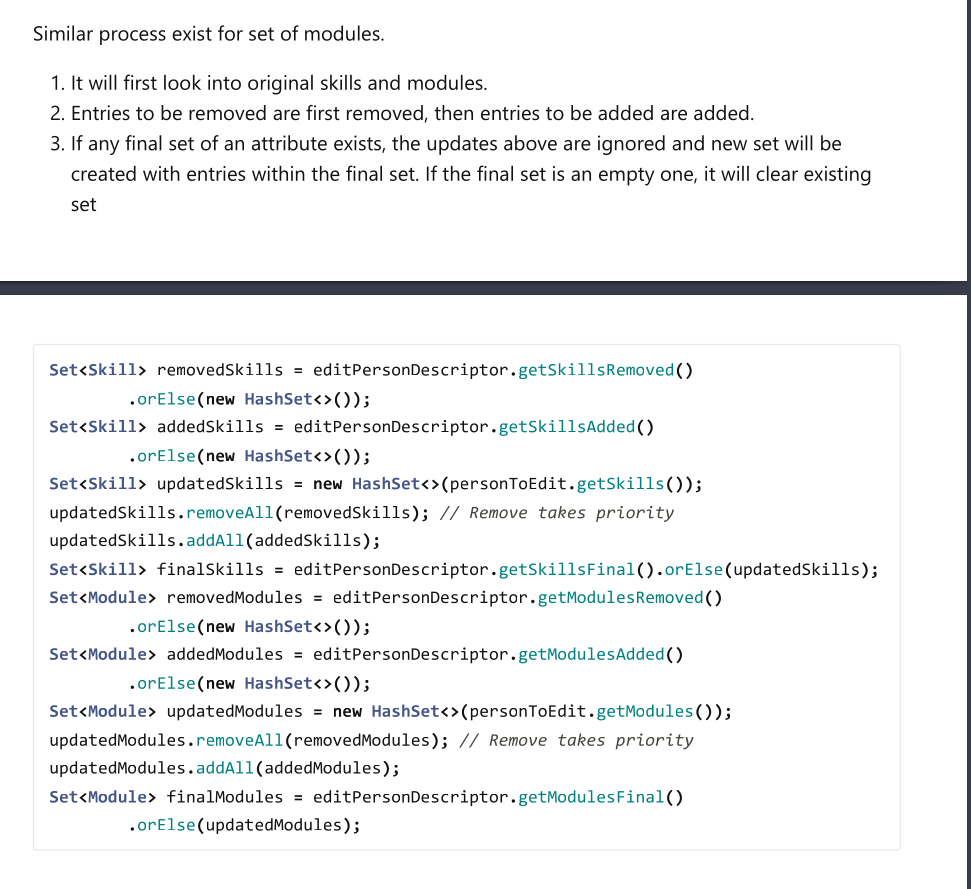 Similar process exist for set of modules.
1. It will first look into original skills and modules.
2. Entries to be removed are first removed, then entries to be added are added.
3. If any final set of an attribute exists, the updates above are ignored and new set will be
created with entries within the final set. If the final set is an empty one, it will clear existing
set
Set<Skill> removedSkills = editPersonDescriptor.getSkillsRemoved()
        .orElse(new HashSet<>());
Set<Skill> addedSkills = editPersonDescriptor.getSkillsAdded()
        .orElse(new HashSet<>());
Set<Skill> updatedSkills = new HashSet<>(personToEdit.getSkills());
updatedSkills.removeAll(removedSkills); // Remove takes priority
updatedSkills.addAll(addedSkills);
Set<Skill> finalSkills = editPersonDescriptor.getSkillsFinal().orElse(updatedSkills);
Set<Module> removedModules = editPersonDescriptor.getModulesRemoved()
        .orElse(new HashSet<>());
Set<Module> addedModules = editPersonDescriptor.getModulesAdded()
        .orElse(new HashSet<>());
Set<Module> updatedModules = new HashSet<>(personToEdit.getModules());
updatedModules.removeAll(removedModules); // Remove takes priority
updatedModules.addAll(addedModules);
Set<Module> finalModules = editPersonDescriptor.getModulesFinal()
        .orElse(updatedModules);